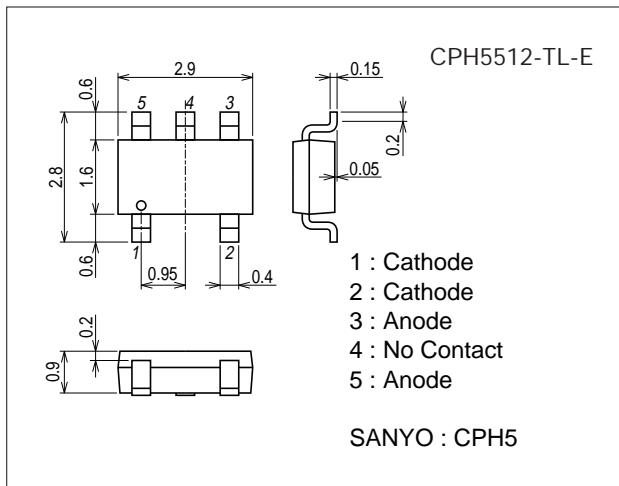 CPH5512-TL-E
2.9
0.15
0.6
5
4
3
0.2
2.8
1.6
0.05
0.6
1
2
0.95
0.4
1 : Cathode
2 : Cathode
3 : Anode
4 : No Contact
5 : Anode
0.2
0.9
SANYO : CPH5